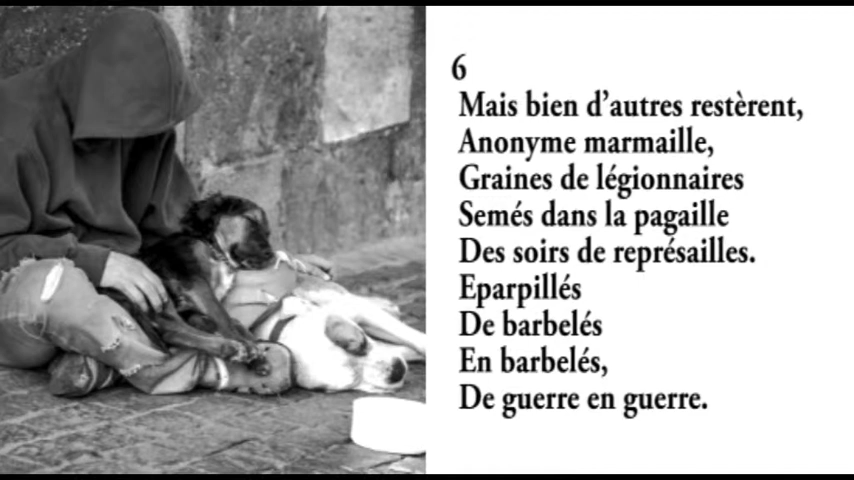 6
Mais bien d’autres restèrent,
Anonyme marmaille,
Graines de légionnaires
Semés dans la pagaille
Des soirs de représailles.
Eparpillés
De barbelés
En barbelés,
De guerre en guerre.